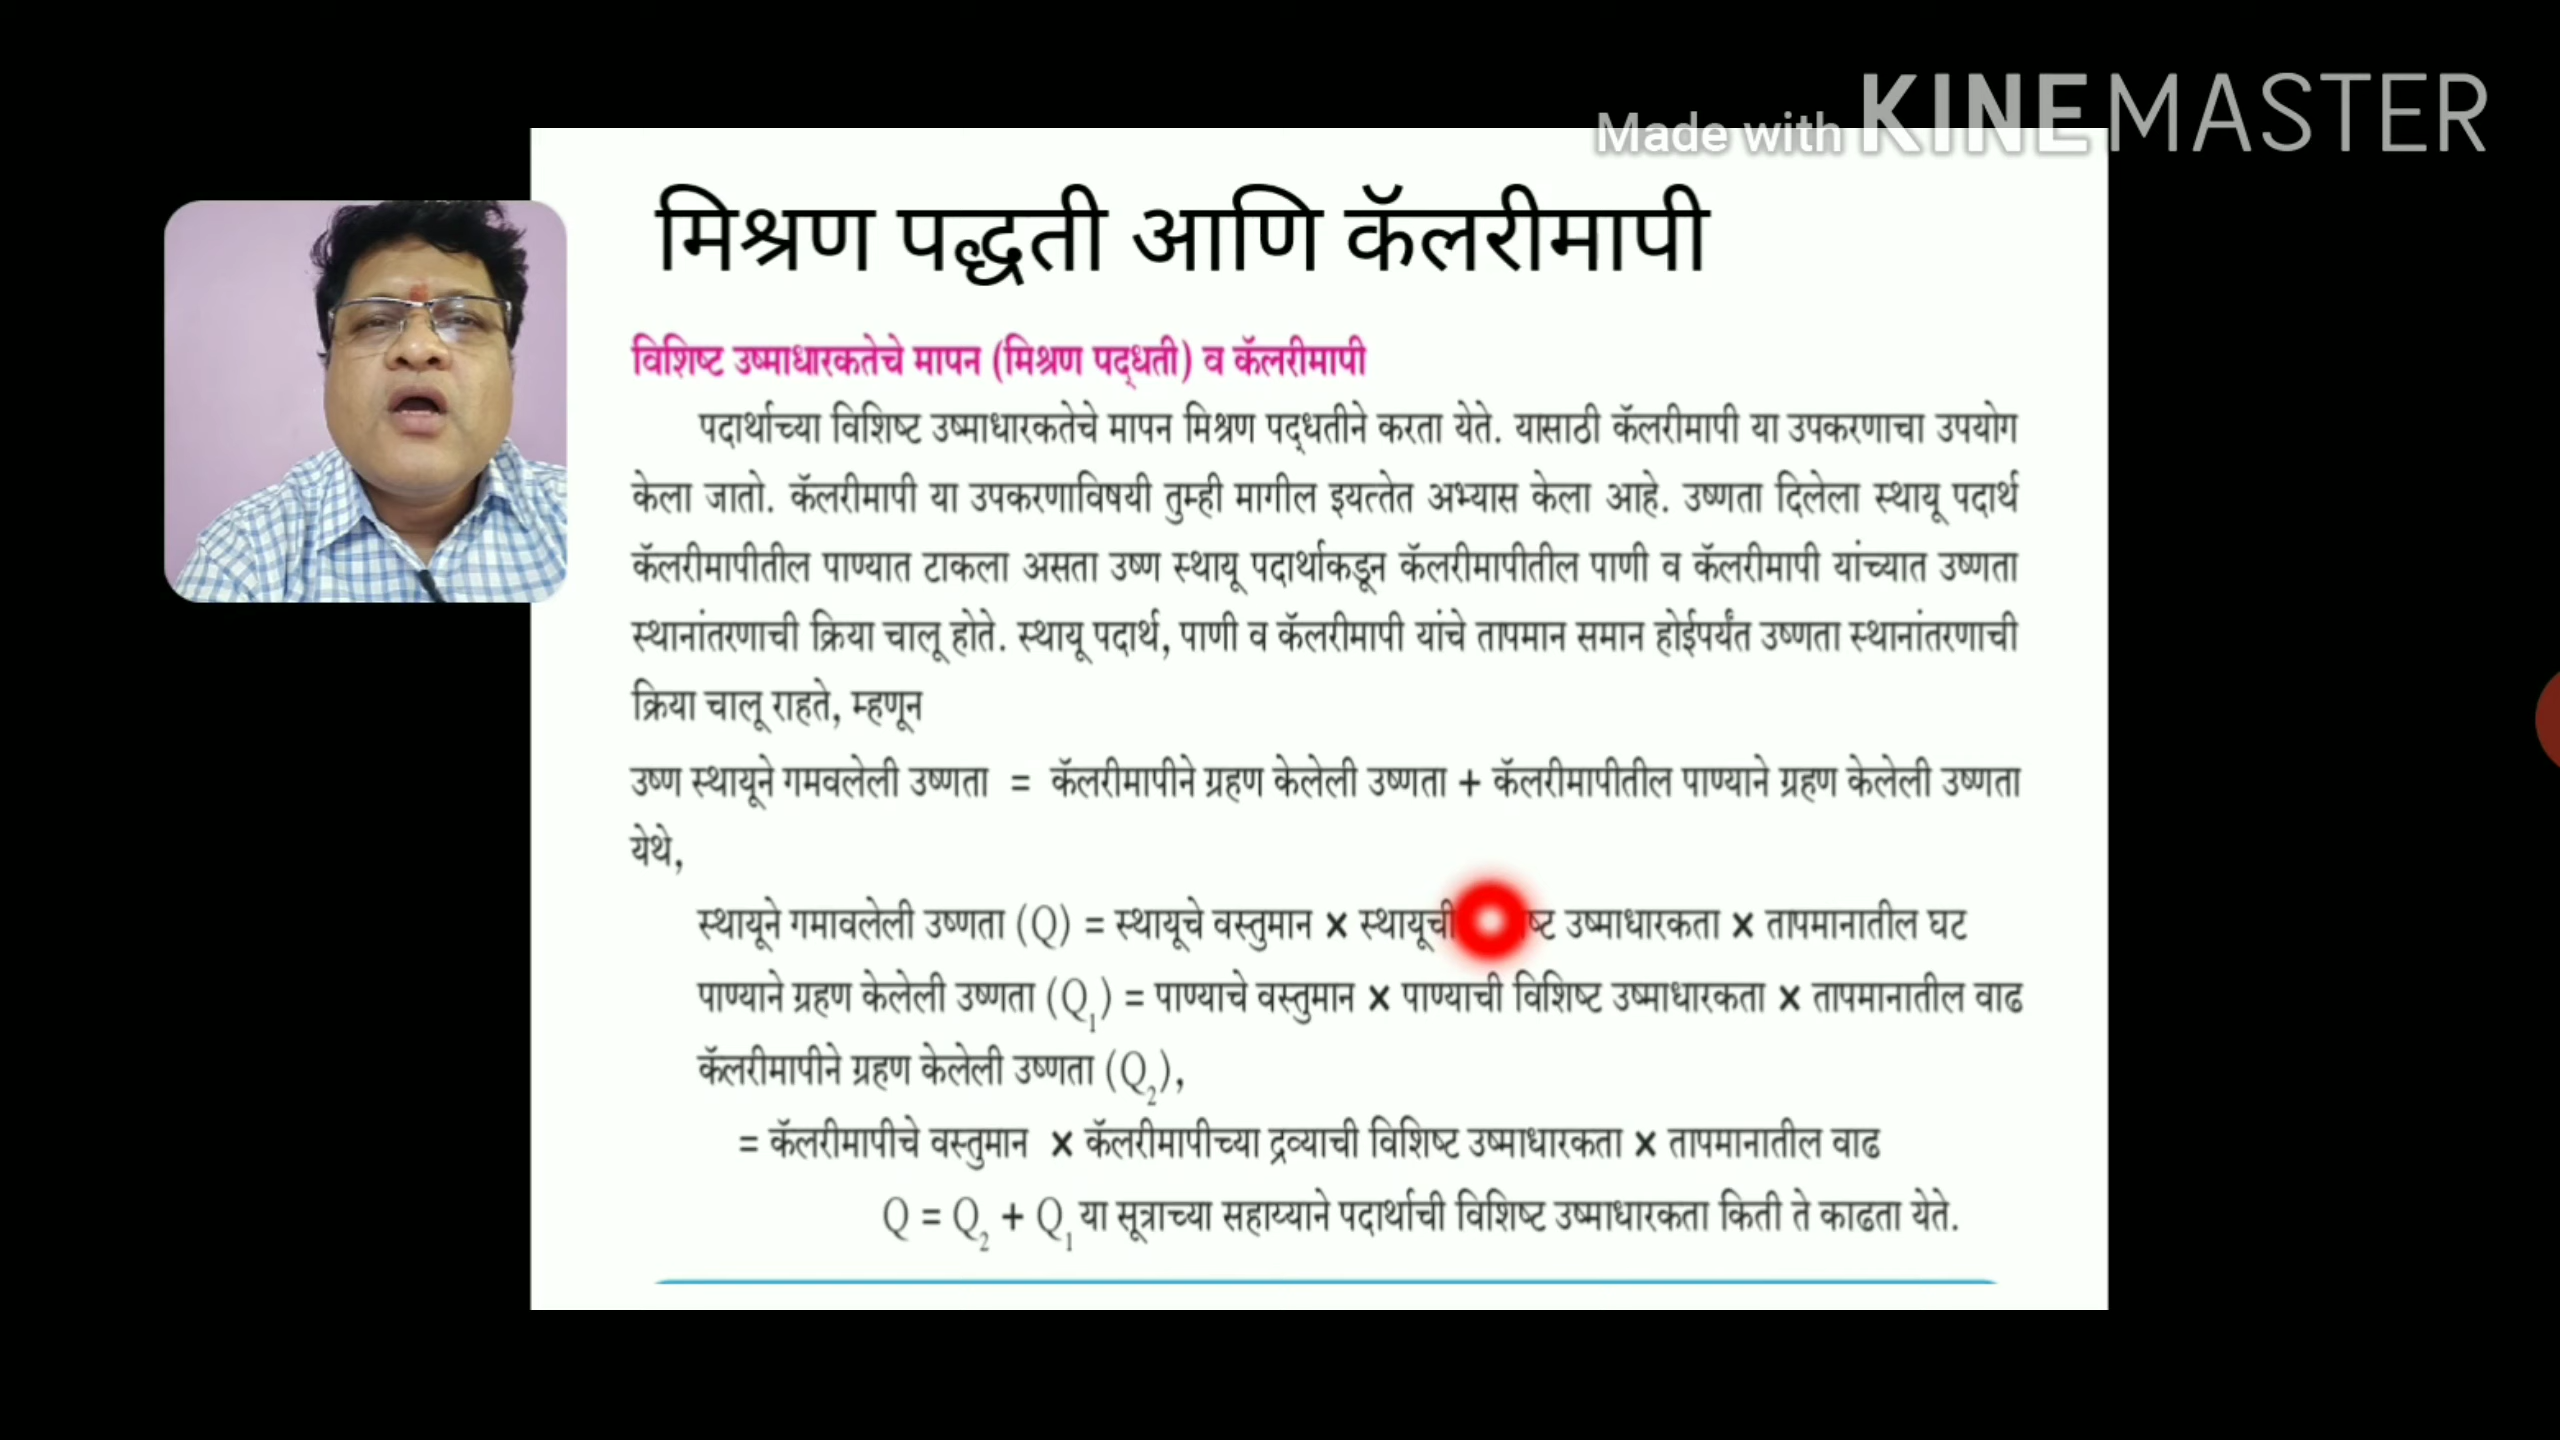 Made with KINEMASTER
मिश्रण पद्धती आणि कॅलरीमापी
विशिष्ट उष्माधारकतेचे मापन (मिश्रण पद्‌धती) व कॅलरीमापी
पदार्थाच्या विशिष्ट उष्माधारकतेचे मापन मिश्रण पद्‌धतीने करता येते. यासाठी कॅलरीमापी या उपकरणाचा उपयोग
केला जातो. कॅलरीमापी या उपकरणाविषयी तुम्ही मागील इयत्तेत अभ्यास केला आहे. उष्णता दिलेला स्थायू पदार्थ
कॅलरीमापीतील पाण्यात टाकला असता उष्ण स्थायू पदार्थाकडून कॅलरीमापीतील पाणी व कॅलरीमापी यांच्यात उष्णता
स्थानांतरणाची क्रिया चालू होते. स्थायू पदार्थ, पाणी व कॅलरीमापी यांचे तापमान समान होईपर्यंत उष्णता स्थानांतरणाची
क्रिया चालू राहते, म्हणून
उष्ण स्थायूने गमवलेली उष्णता = कॅलरीमापीने ग्रहण केलेली उष्णता + कॅलरीमापीतील पाण्याने ग्रहण केलेली उष्णता
येथे,
स्थायूने गमावलेली उष्णता (Q) = स्थायूचे वस्तुमान × स्थायूची उष्माधारकता × तापमानातील घट
पाण्याने ग्रहण केलेली उष्णता (Q₁) = पाण्याचे वस्तुमान × पाण्याची विशिष्ट उष्माधारकता × तापमानातील वाढ
कॅलरीमापीने ग्रहण केलेली उष्णता (Q₂),
= कॅलरीमापीचे वस्तुमान × कॅलरीमापीच्या द्रव्याची विशिष्ट उष्माधारकता × तापमानातील वाढ
Q = Q₂ + Q₁ या सूत्राच्या सहाय्याने पदार्थाची विशिष्ट उष्माधारकता किती ते काढता येते.